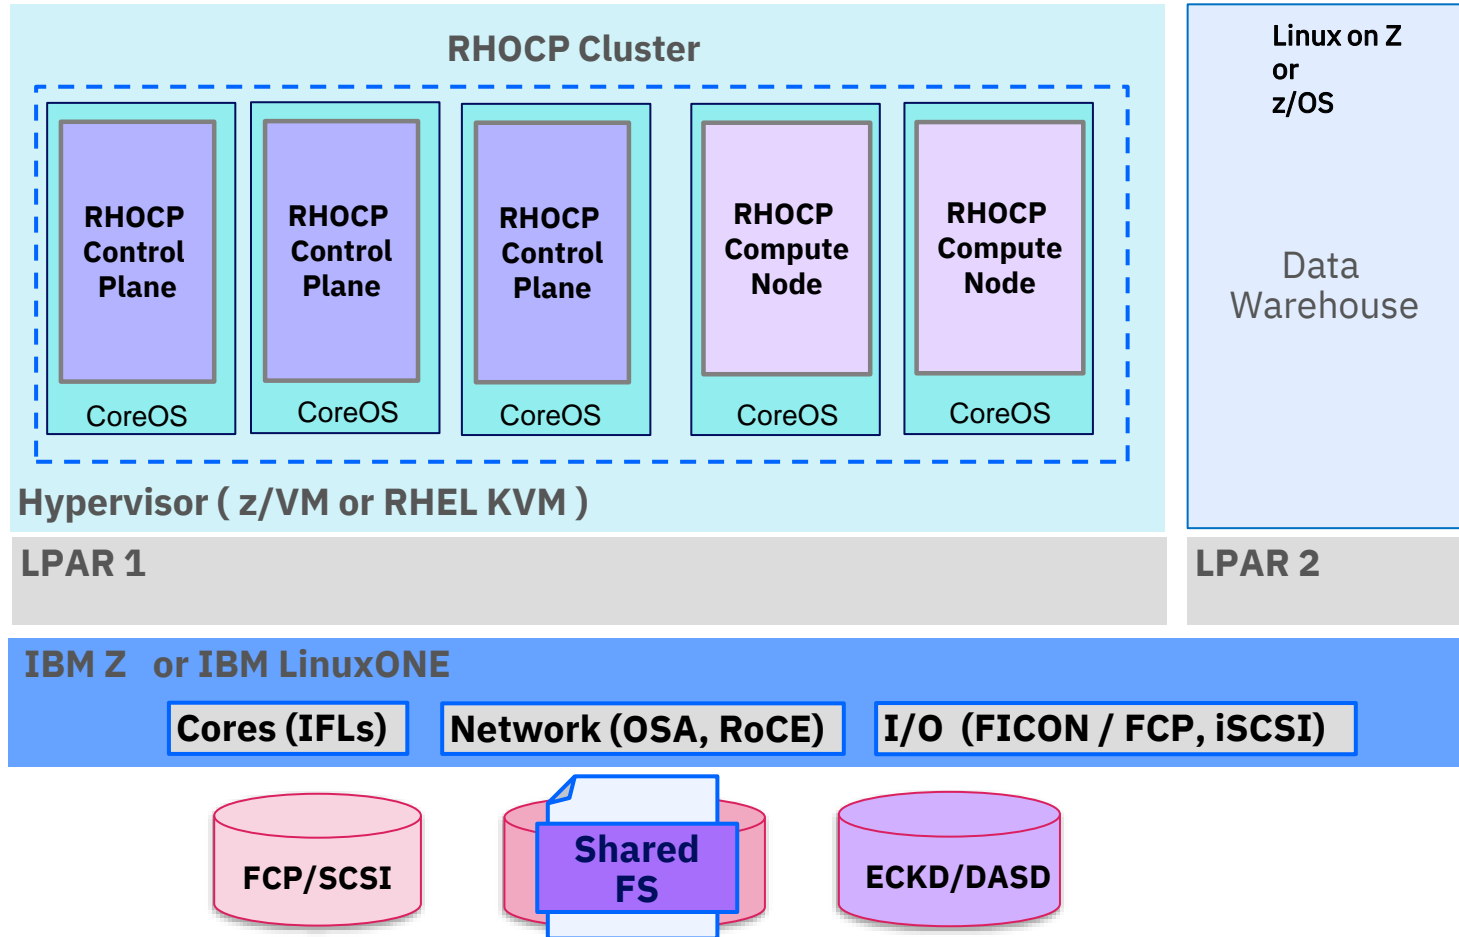 RHOCP Cluster
RHOCP
Control
Plane
CoreOS
RHOCP
Control
Plane
CoreOS
RHOCP
Control
Plane
CoreOS
RHOCP
Compute
Node
CoreOS
RHOCP
Compute
Node
CoreOS
Hypervisor ( z/VM or RHEL KVM )
Linux on Z
or
z/OS
Data
Warehouse
LPAR 1
LPAR 2
IBM Z or IBM LinuxONE
Cores (IFLs)
Network (OSA, RoCE)
I/O (FICON / FCP, iSCSI)
FCP/SCSI
Shared
FS
ECKD/DASD